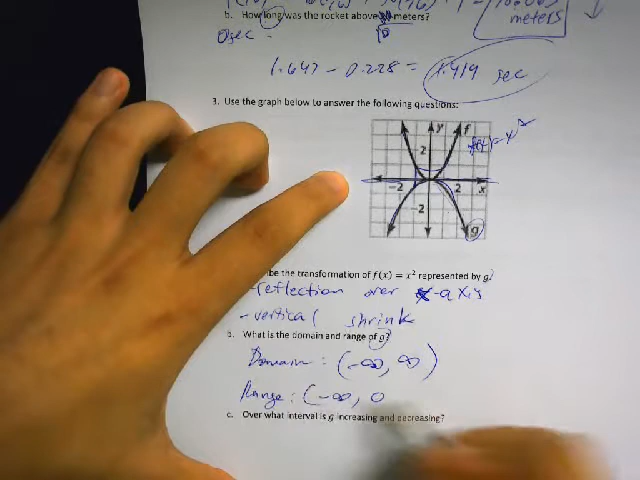 b. How long was the rocket above meters?
meters
0sec =
1.647 - 0.228 = 1.419 sec
3. Use the graph below to answer the following questions:
y f
2
f(x) = x²
-2 2 x
-2
g
be the transformation of f(x) = x² represented by g?
-reflection over x-axis
-vertical shrink
b. What is the domain and range of g?
Domain: (-∞, ∞)
Range: (-∞, 0
c. Over what interval is g increasing and decreasing?